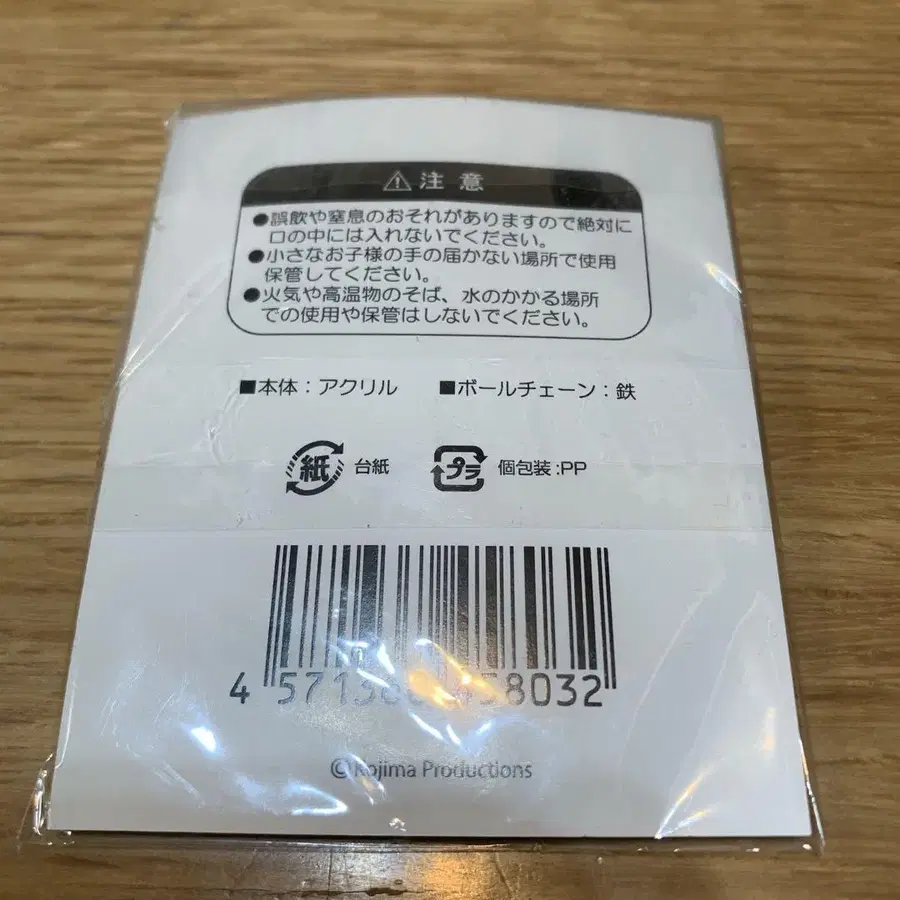 ⚠注意
●誤飲や窒息のおそれがありますので絶対に
口の中には入れないでください。
●小さなお子様の手の届かない場所で使用
保管してください。
●火気や高温物のそば、水のかかる場所
での使用や保管はしないでください。
■本体：アクリル ■ボールチェーン：鉄
紙 台紙 プラ 個包装:PP
4
©Kojima Productions